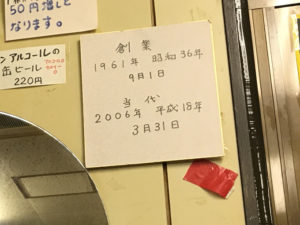 50円増しと
なります。
アルコールの
缶ビール
220円
創業
1961年 昭和36年
9月1日
当代
2006年 平成18年
3月31日